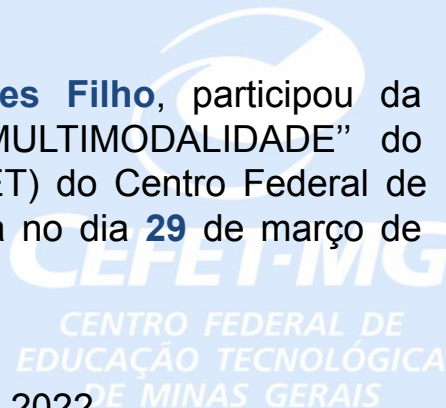 es Filho, participou da
MULTIMODALIDADE” do
ET) do Centro Federal de
a no dia 29 de março de
CEFET-MG
CENTRO FEDERAL DE
EDUCAÇÃO TECNOLÓGICA
DE MINAS GERAIS
2022